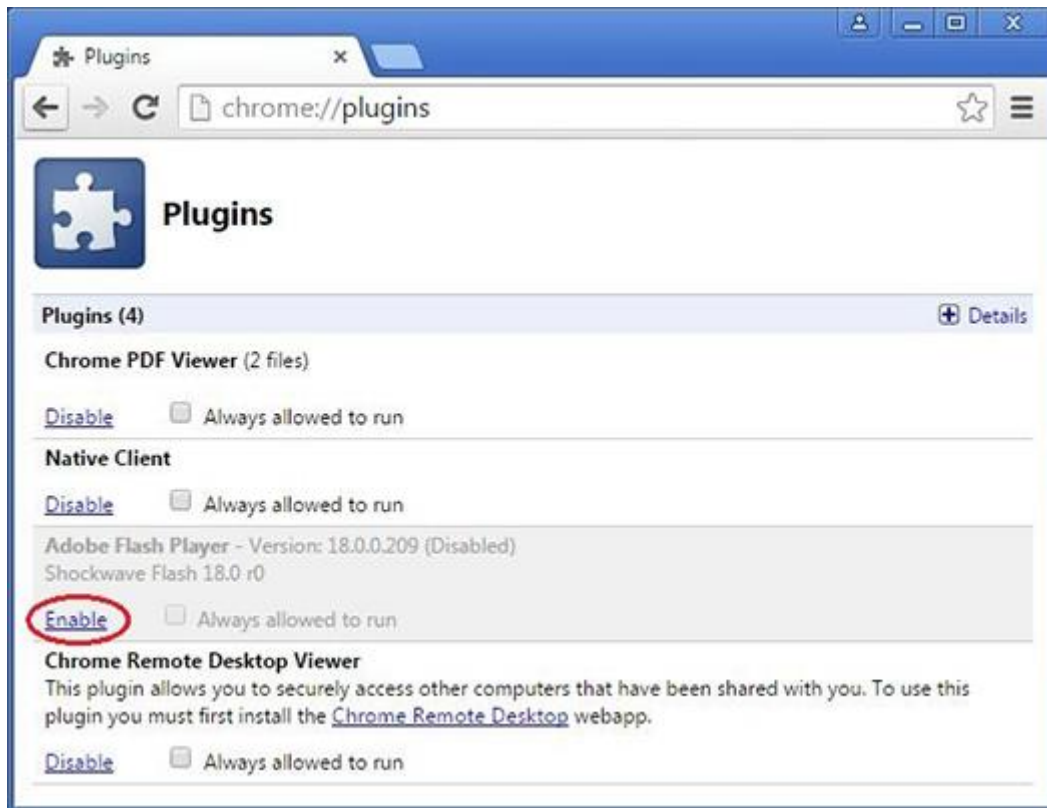 Plugins
chrome://plugins
Plugins
Plugins (4)
Details
Chrome PDF Viewer (2 files)
Disable
Always allowed to run
Native Client
Disable
Always allowed to run
Adobe Flash Player - Version: 18.0.0.209 (Disabled)
Shockwave Flash 18.0 r0
Enable
Always allowed to run
Chrome Remote Desktop Viewer
This plugin allows you to securely access other computers that have been shared with you. To use this
plugin you must first install the Chrome Remote Desktop webapp.
Disable
Always allowed to run